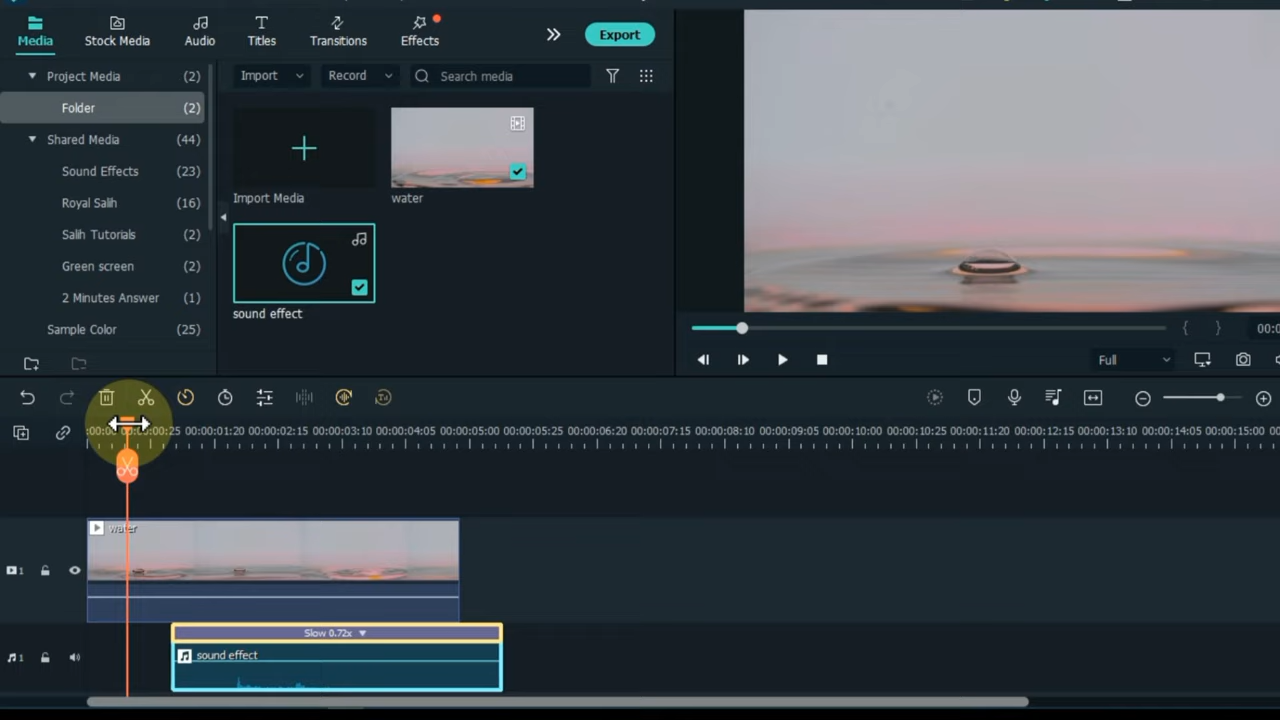 Media
Stock Media
Audio
Titles
Transitions
Effects
Export
Project Media (2)
Folder (2)
Shared Media (44)
Sound Effects (23)
Royal Salih (16)
Salih Tutorials (2)
Green screen (2)
2 Minutes Answer (1)
Sample Color (25)
Import
Record
Search media
Import Media
water
sound effect
Full
00:00:01:20 00:00:02:15 00:00:03:10 00:00:04:05 00:00:05:00 00:00:05:25 00:00:06:20 00:00:07:15 00:00:08:10 00:00:09:05 00:00:10:00 00:00:10:25 00:00:11:20 00:00:12:15 00:00:13:10 00:00:14:05 00:00:15:00
water
1
Slow 0.72x
sound effect
1